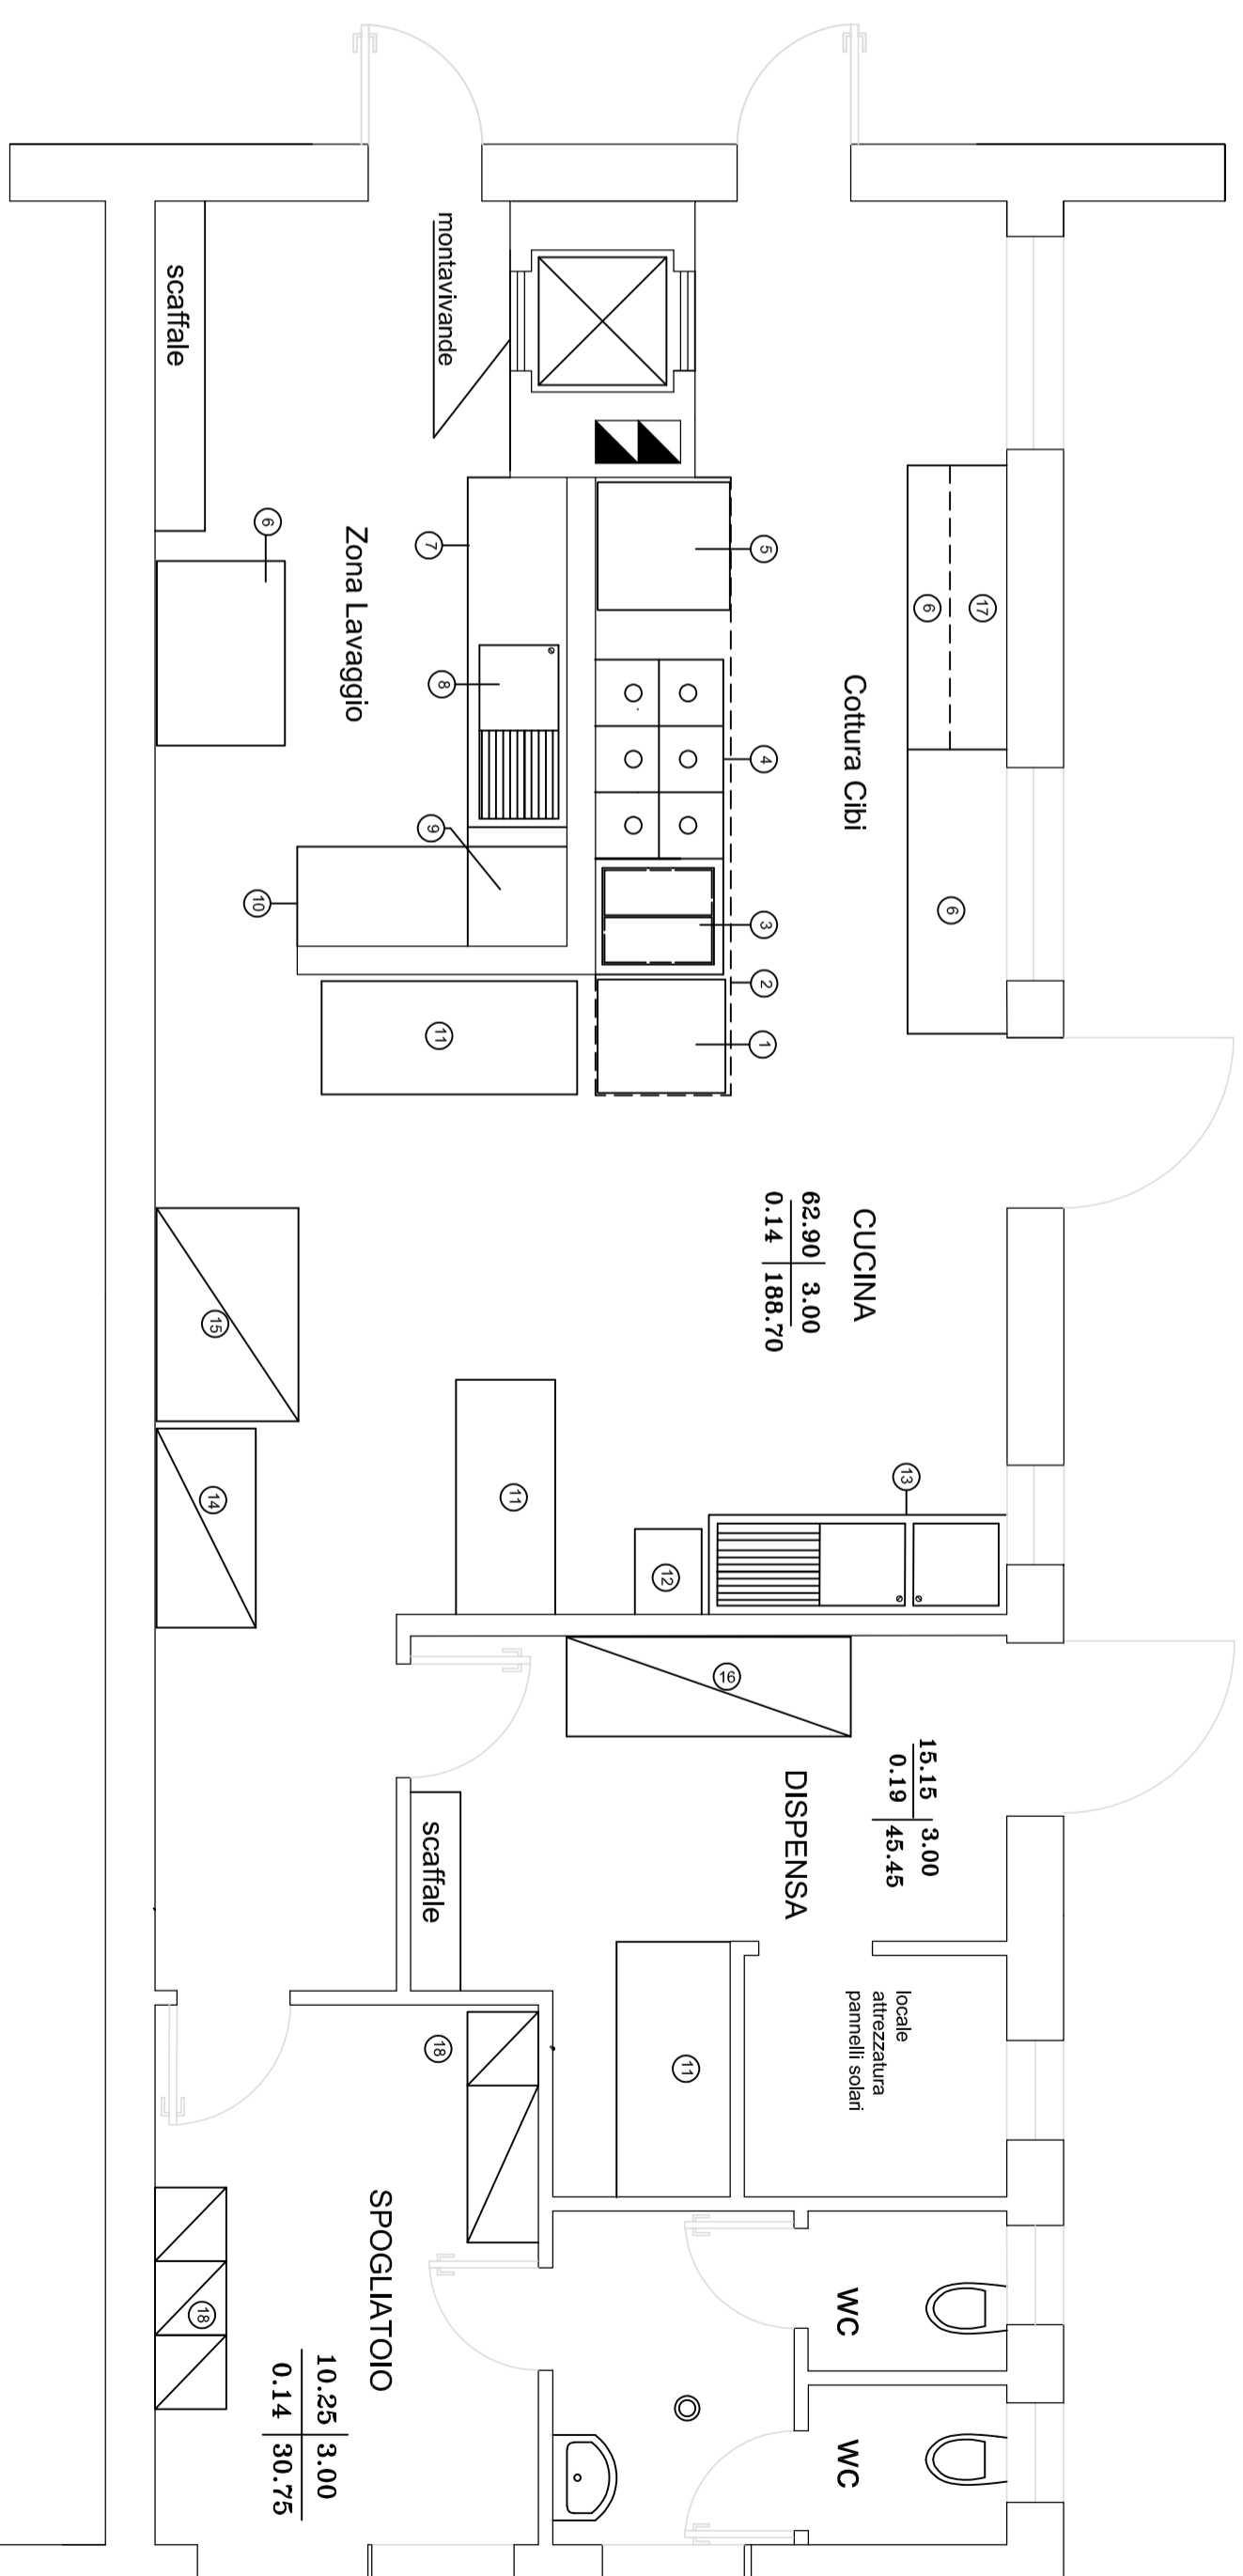 montavivande
scaffale
6
Zona Lavaggio
7
5
8
4
9
10
3
2
1
11
17
6
6
Cottura Cibi
CUCINA
62.90 3.00
0.14 188.70
15
14
11
12
13
16
15.15 3.00
0.19 45.45
DISPENSA
scaffale
locale
attrezzatura
pannelli solari
11
18
SPOGLIATOIO
18
10.25 3.00
0.14 30.75
WC
WC